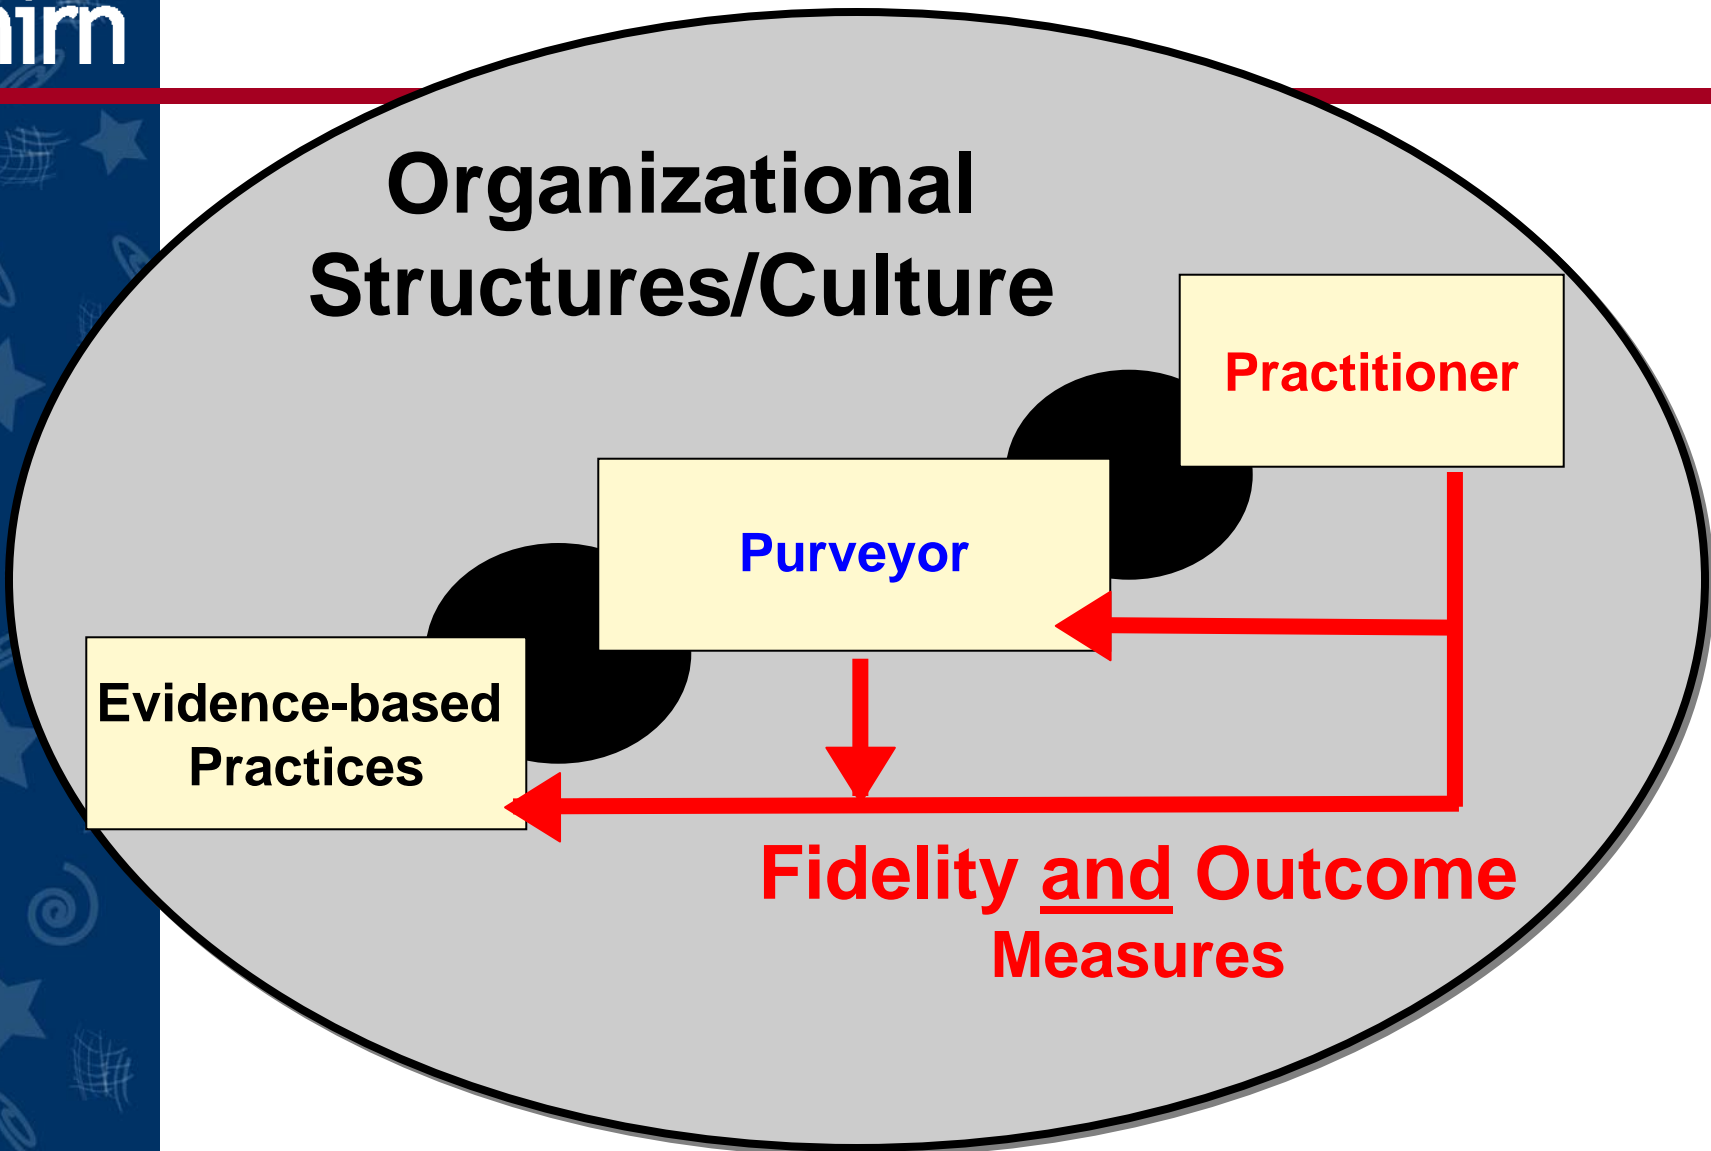 Organizational
Structures/Culture
Practitioner
Purveyor
Evidence-based
Practices
Fidelity and Outcome
Measures